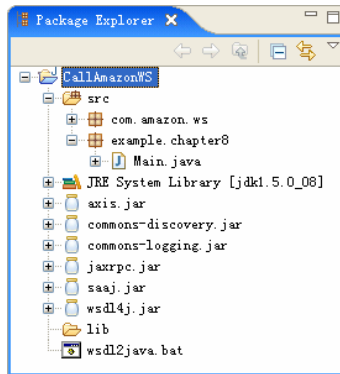 Package Explorer
CallAmazonWS
src
com.amazon.ws
example.chapter8
Main.java
JRE System Library [jdk1.5.0_08]
axis.jar
commons-discovery.jar
commons-logging.jar
jaxrpc.jar
saaj.jar
wsdl4j.jar
lib
wsdl2java.bat